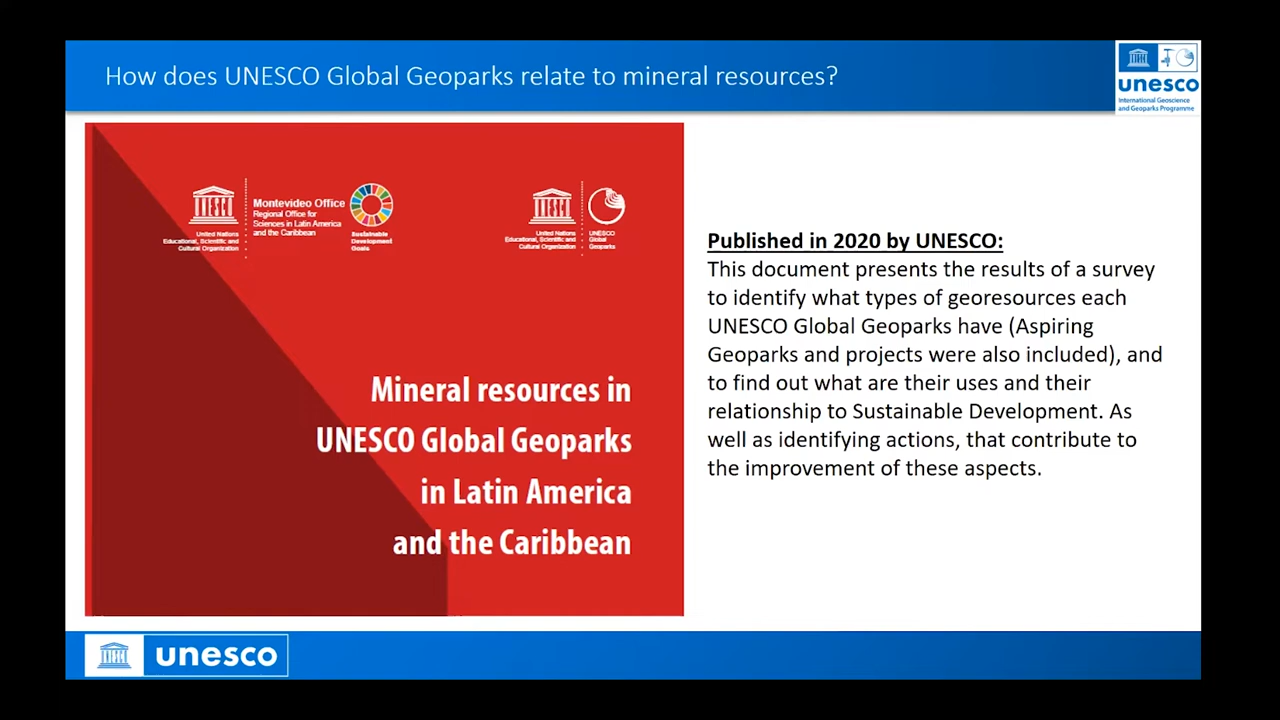 How does UNESCO Global Geoparks relate to mineral resources?
unesco
International Geoscience
and Geoparks Programme
United Nations
Educational, Scientific and
Cultural Organization
Montevideo Office
Regional Office for
Sciences in Latin America
and the Caribbean
Sustainable
Development
Goals
United Nations
Educational, Scientific and
Cultural Organization
UNESCO
Global
Geoparks
Mineral resources in
UNESCO Global Geoparks
in Latin America
and the Caribbean
Published in 2020 by UNESCO:
This document presents the results of a survey
to identify what types of georesources each
UNESCO Global Geoparks have (Aspiring
Geoparks and projects were also included), and
to find out what are their uses and their
relationship to Sustainable Development. As
well as identifying actions, that contribute to
the improvement of these aspects.
unesco